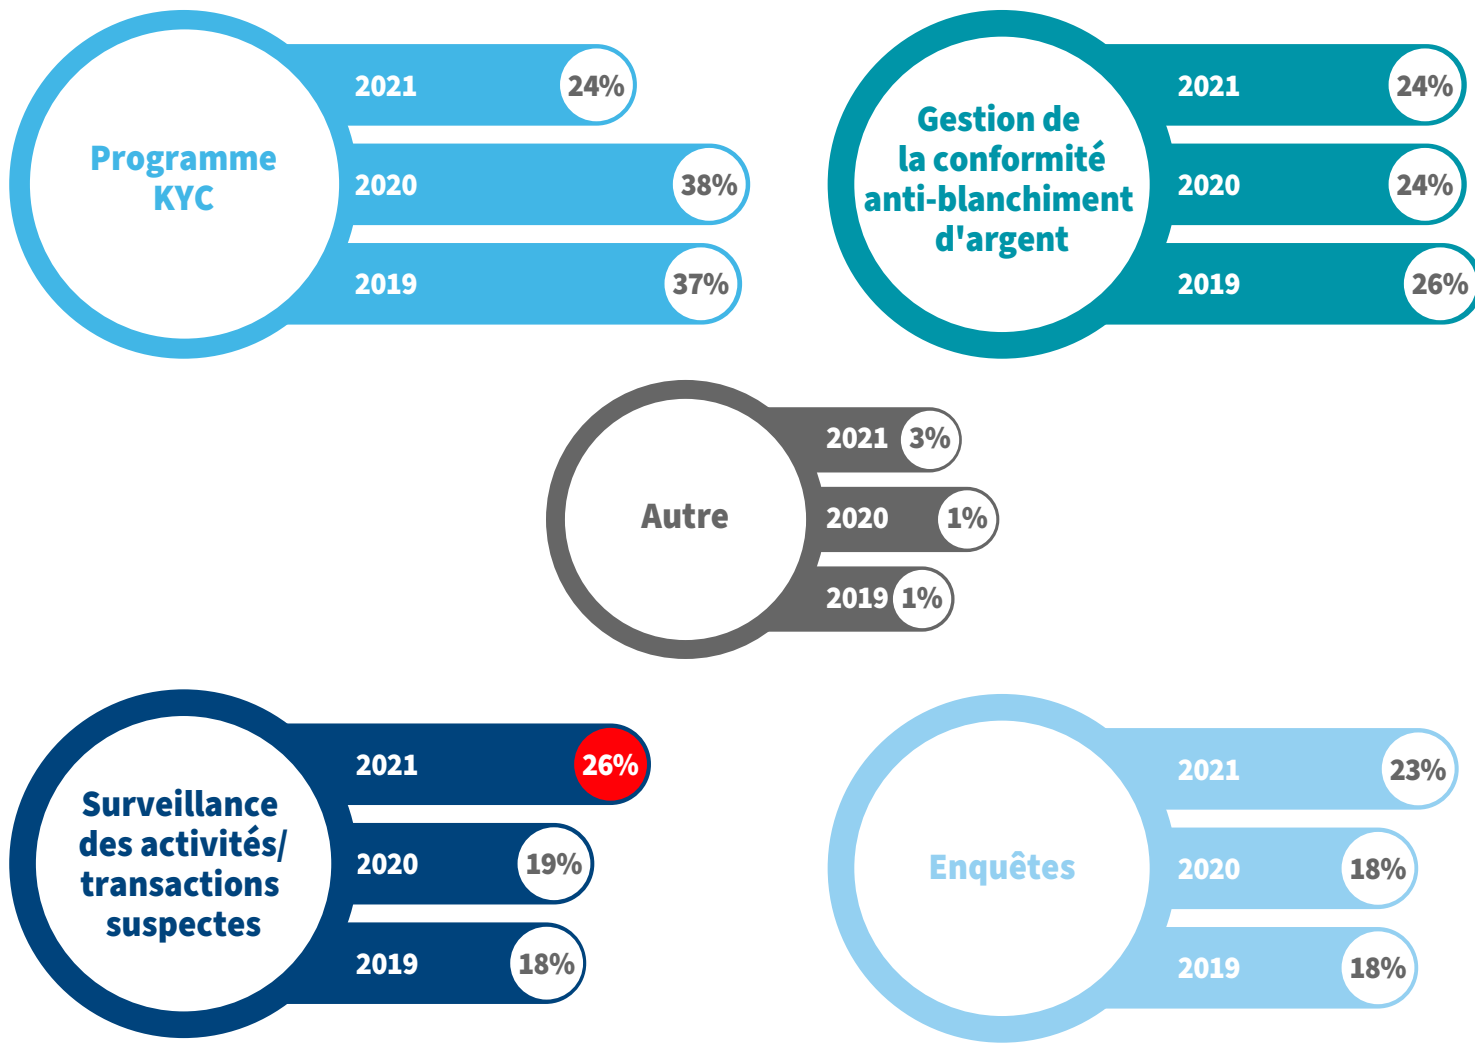 Programme
KYC
2021
24%
2020
38%
2019
37%
Gestion de
la conformité
anti-blanchiment
d'argent
2021
24%
2020
24%
2019
26%
Autre
2021
3%
2020
1%
2019
1%
Surveillance
des activités/
transactions
suspectes
2021
26%
2020
19%
2019
18%
Enquêtes
2021
23%
2020
18%
2019
18%